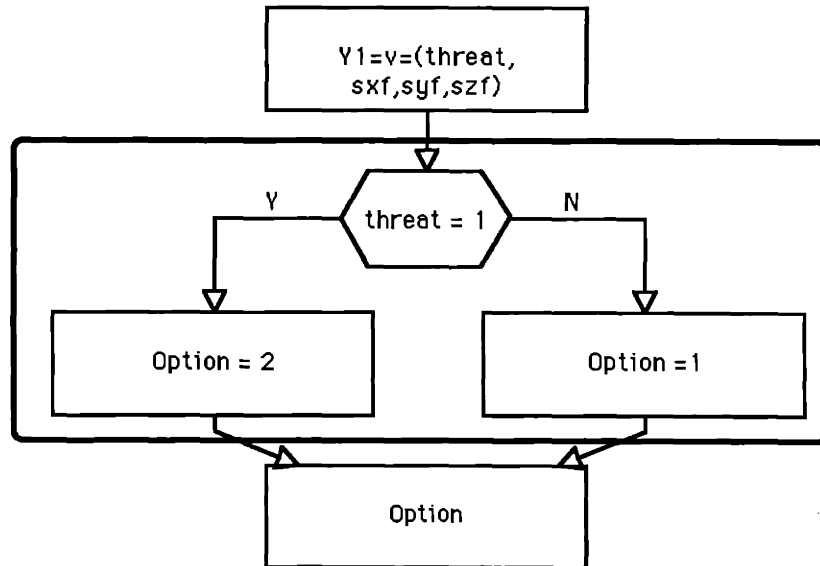 Y1=v=(threat,
sxf,syf,szf)
Y
threat = 1
N
Option = 2
Option =1
Option